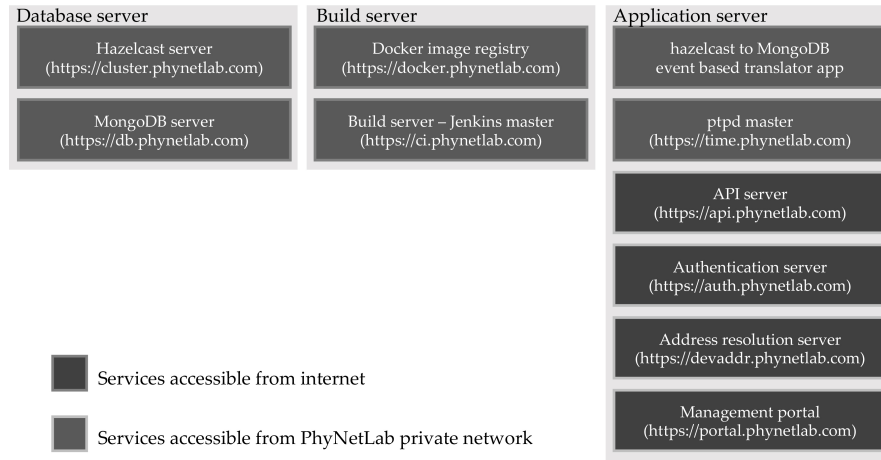 Database server
Hazelcast server
(https://cluster.phynetlab.com)
MongoDB server
(https://db.phynetlab.com)
Build server
Docker image registry
(https://docker.phynetlab.com)
Build server – Jenkins master
(https://ci.phynetlab.com)
Application server
hazelcast to MongoDB
event based translator app
ptpd master
(https://time.phynetlab.com)
API server
(https://api.phynetlab.com)
Authentication server
(https://auth.phynetlab.com)
Address resolution server
(https://devaddr.phynetlab.com)
Management portal
(https://portal.phynetlab.com)
Services accessible from internet
Services accessible from PhyNetLab private network